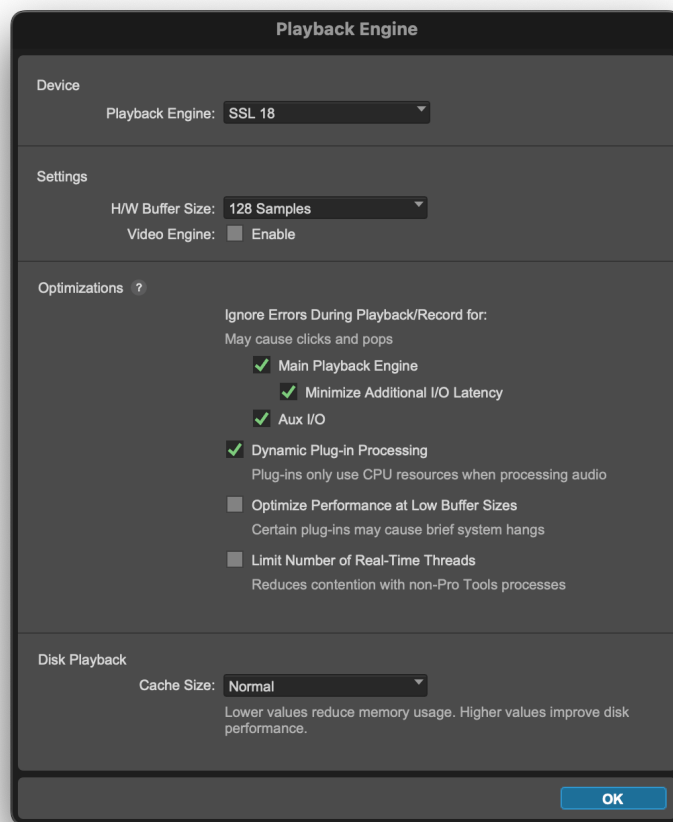 Playback Engine
Device
Playback Engine: SSL 18
Settings
H/W Buffer Size: 128 Samples
Video Engine: Enable
Optimizations ?
Ignore Errors During Playback/Record for:
May cause clicks and pops
Main Playback Engine
Minimize Additional I/O Latency
Aux I/O
Dynamic Plug-in Processing
Plug-ins only use CPU resources when processing audio
Optimize Performance at Low Buffer Sizes
Certain plug-ins may cause brief system hangs
Limit Number of Real-Time Threads
Reduces contention with non-Pro Tools processes
Disk Playback
Cache Size: Normal
Lower values reduce memory usage. Higher values improve disk
performance.
OK